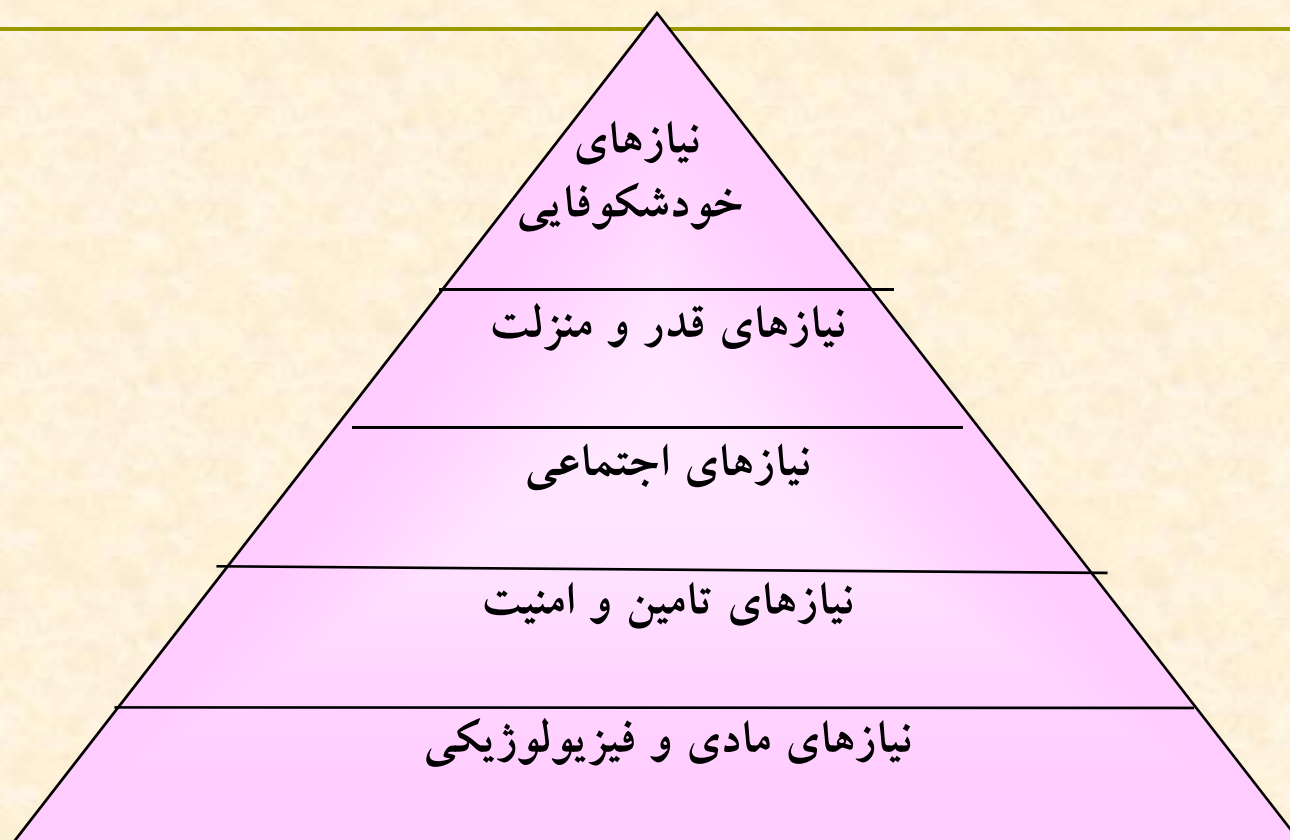 نیازهای
خودشکوفایی
نیازهای قدر و منزلت
نیازهای اجتماعی
نیازهای تامین و امنیت
نیازهای مادی و فیزیولوژیکی